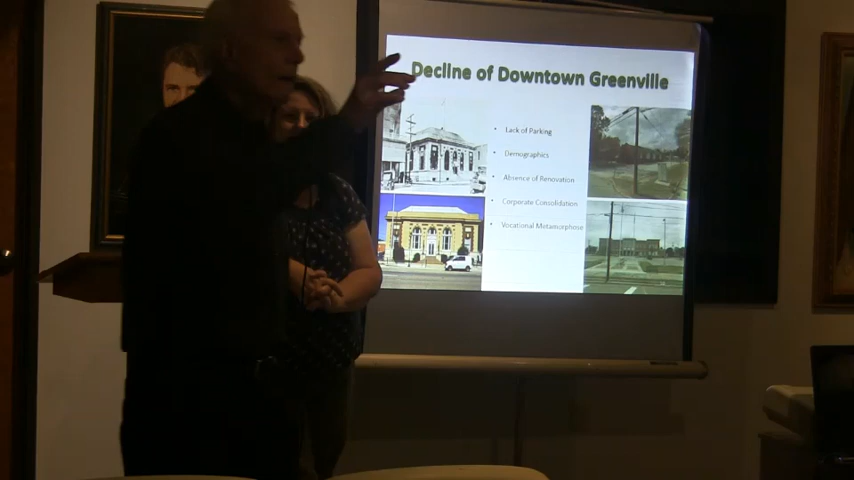 Decline of Downtown Greenville
• Lack of Parking
• Demographics
• Absence of Renovation
• Corporate Consolidation
• Vocational Metamorphose